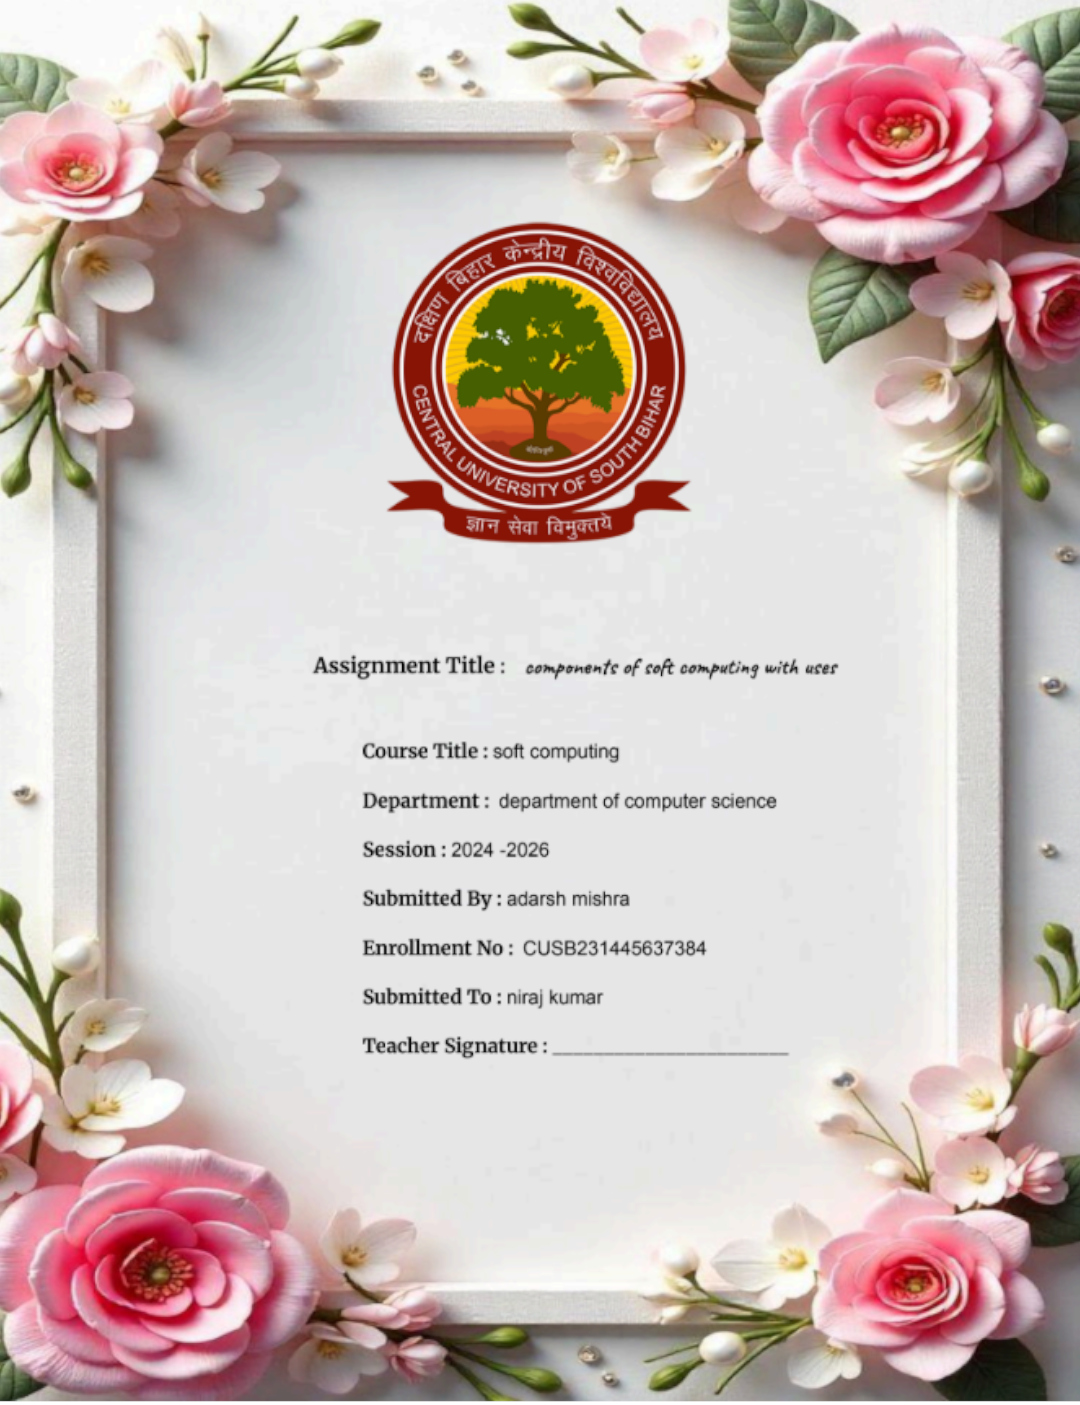 दक्षिण बिहार केन्द्रीय विश्वविद्यालय
CENTRAL UNIVERSITY OF SOUTH BIHAR
ज्ञान सेवा विमुक्तये
Assignment Title : components of soft computing with uses
Course Title : soft computing
Department : department of computer science
Session : 2024 -2026
Submitted By : adarsh mishra
Enrollment No : CUSB231445637384
Submitted To : niraj kumar
Teacher Signature : ______________________